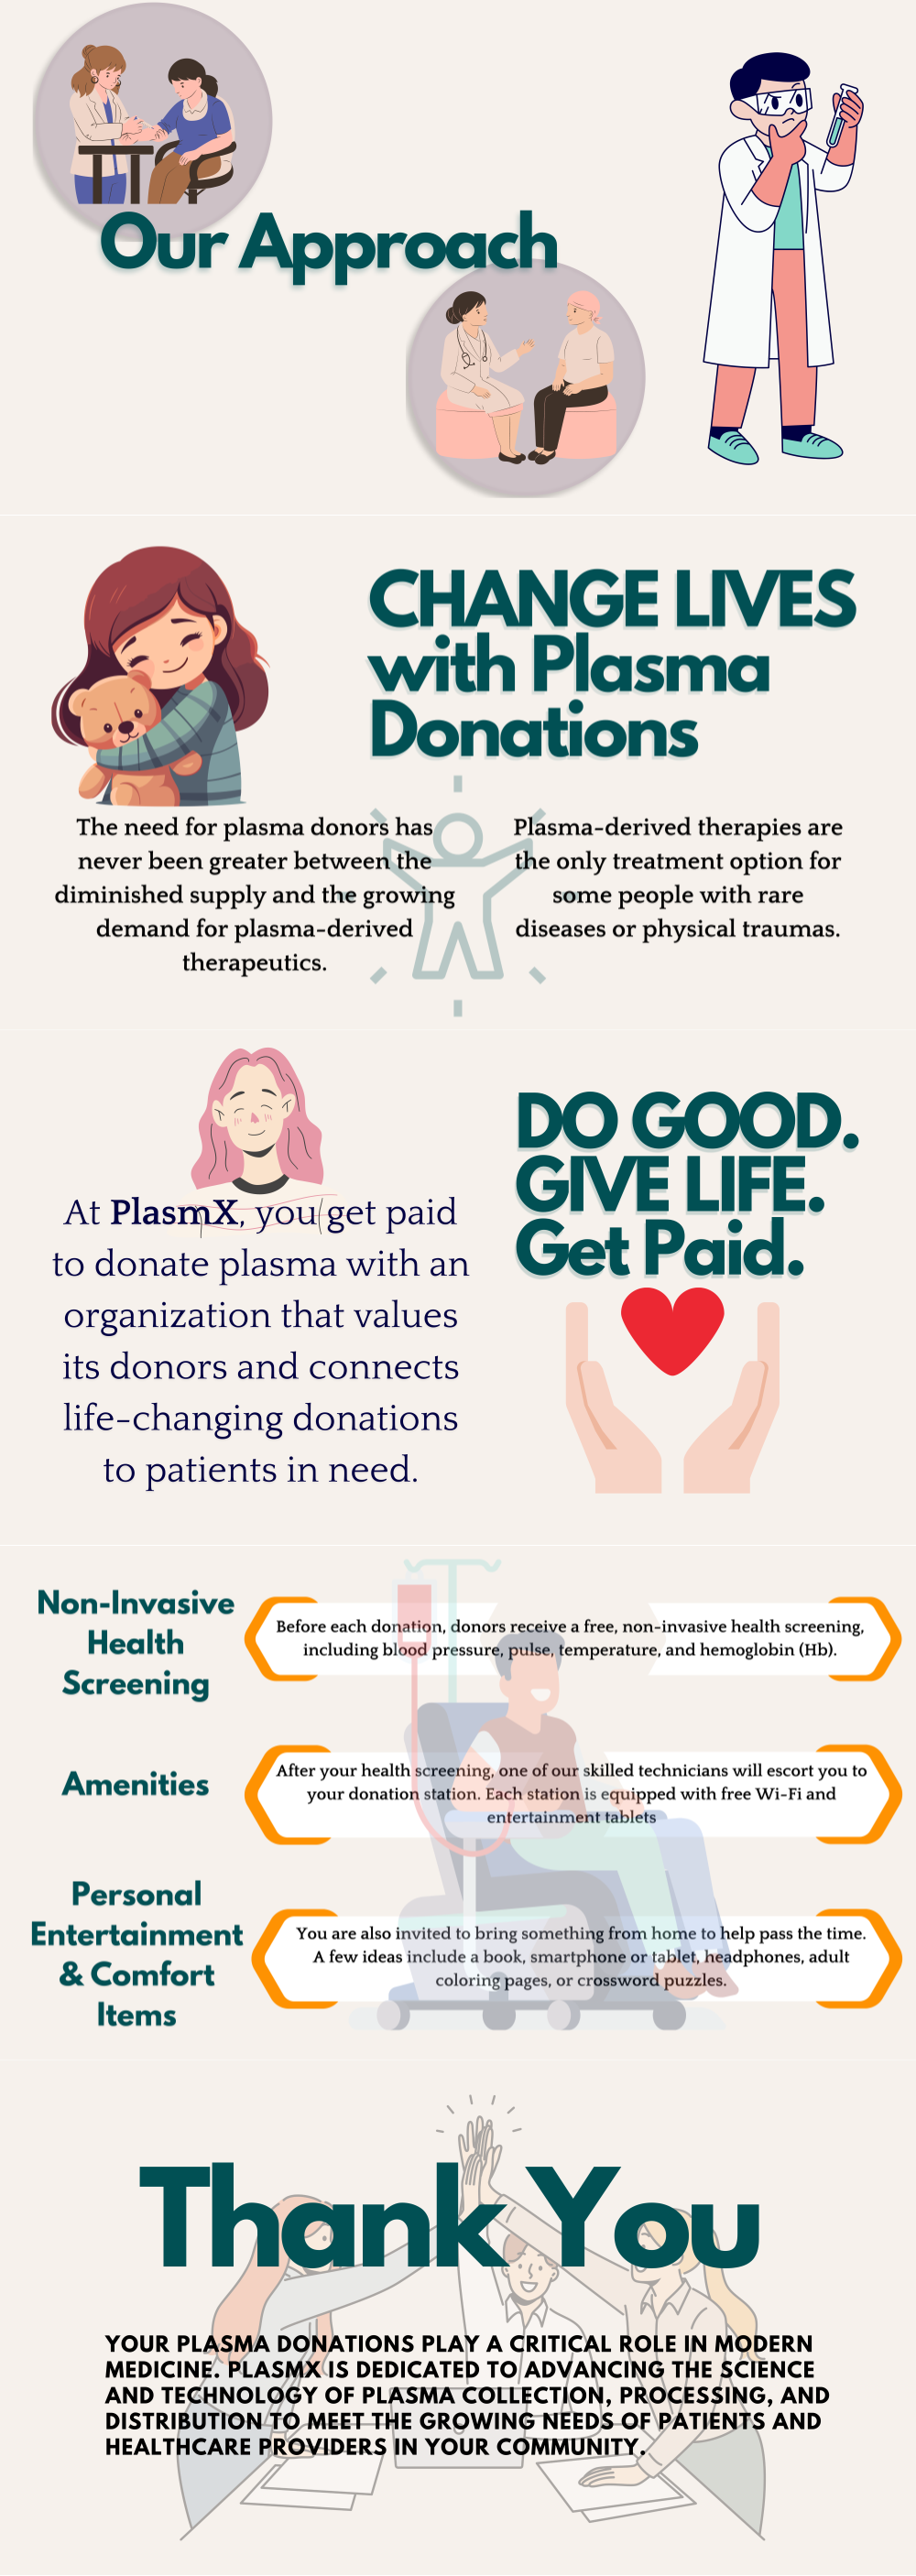 Our Approach
CHANGE LIVES
with Plasma
Donations
The need for plasma donors has
never been greater between the
diminished supply and the growing
demand for plasma-derived
therapeutics.
Plasma-derived therapies are
the only treatment option for
some people with rare
diseases or physical traumas.
At PlasmX, you get paid
to donate plasma with an
organization that values
its donors and connects
life-changing donations
to patients in need.
DO GOOD.
GIVE LIFE.
Get Paid.
Non-Invasive
Health
Screening
Before each donation, donors receive a free, non-invasive health screening,
including blood pressure, pulse, temperature, and hemoglobin (Hb).
Amenities
After your health screening, one of our skilled technicians will escort you to
your donation station. Each station is equipped with free Wi-Fi and
entertainment tablets
Personal
Entertainment
& Comfort
Items
You are also invited to bring something from home to help pass the time.
A few ideas include a book, smartphone or tablet, headphones, adult
coloring pages, or crossword puzzles.
Thank You
YOUR PLASMA DONATIONS PLAY A CRITICAL ROLE IN MODERN
MEDICINE. PLASMX IS DEDICATED TO ADVANCING THE SCIENCE
AND TECHNOLOGY OF PLASMA COLLECTION, PROCESSING, AND
DISTRIBUTION TO MEET THE GROWING NEEDS OF PATIENTS AND
HEALTHCARE PROVIDERS IN YOUR COMMUNITY.